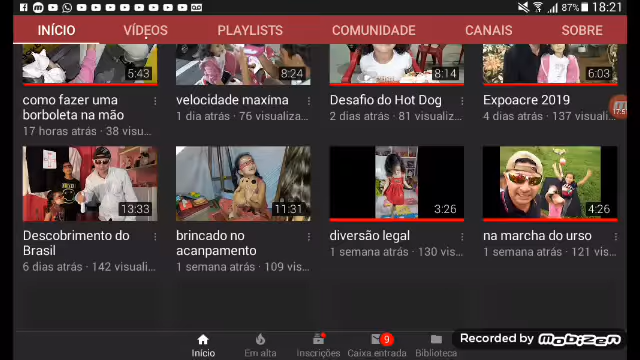 87% 18:21
INÍCIO VÍDEOS PLAYLISTS COMUNIDADE CANAIS SOBRE
5:43 8:24 8:14 6:03
como fazer uma
borboleta na mão
17 horas atrás · 38 visu...
velocidade maxíma
1 dia atrás · 76 visualiza...
Desafio do Hot Dog
2 dias atrás · 81 visualiz...
Expoacre 2019
4 dias atrás · 137 visuali...
13:33 11:31 3:26 4:26
Descobrimento do
Brasil
6 dias atrás · 142 visuali...
brincado no
acanpamento
1 semana atrás · 109 vis...
diversão legal
1 semana atrás · 130 vis...
na marcha do urso
1 semana atrás · 121 vis...
9
Início Em alta Inscrições Caixa entrada Biblioteca
Recorded by Mobizen